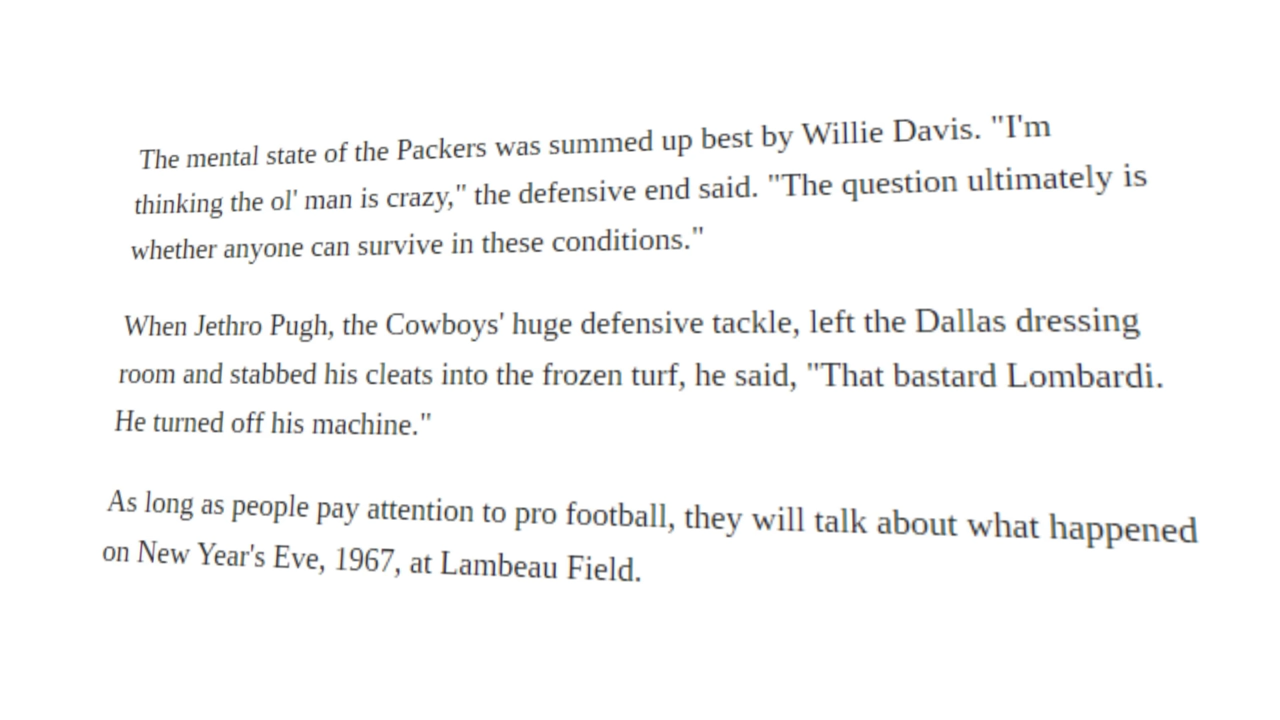 The mental state of the Packers was summed up best by Willie Davis. "I'm
thinking the ol' man is crazy," the defensive end said. "The question ultimately is
whether anyone can survive in these conditions."
When Jethro Pugh, the Cowboys' huge defensive tackle, left the Dallas dressing
room and stabbed his cleats into the frozen turf, he said, "That bastard Lombardi.
He turned off his machine."
As long as people pay attention to pro football, they will talk about what happened
on New Year's Eve, 1967, at Lambeau Field.